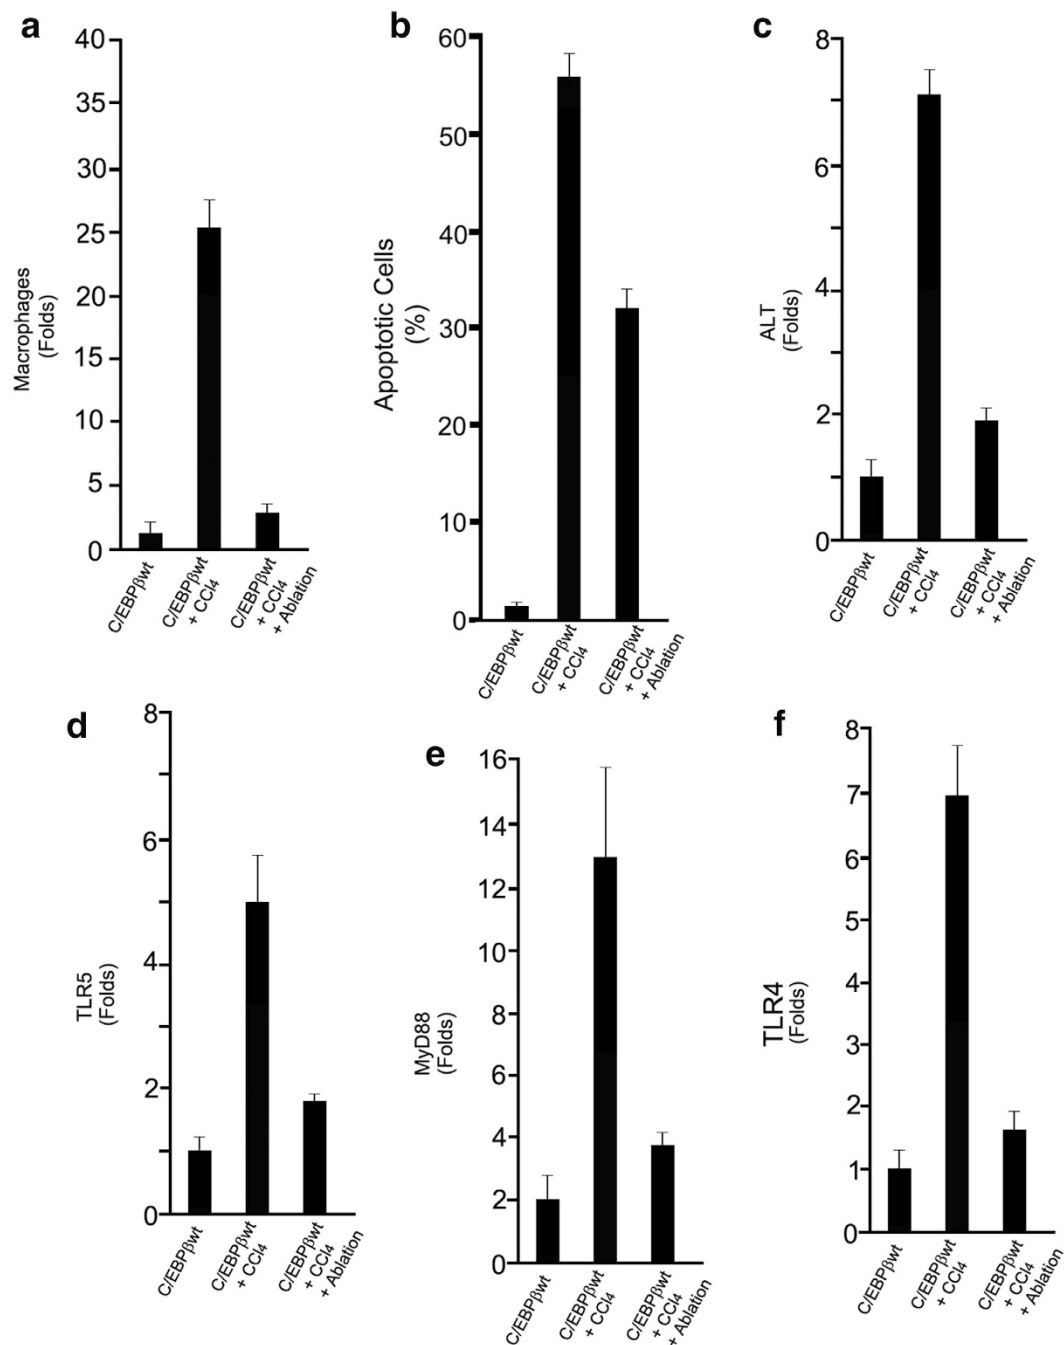 a
40
35
30
25
20
15
10
5
0
Macrophages
(Folds)
C/EBPβwt
C/EBPβwt
+ CCl4
C/EBPβwt
+ CCl4
+ Ablation
b
60
50
40
30
20
10
0
Apoptotic Cells
(%)
C/EBPβwt
C/EBPβwt
+ CCl4
C/EBPβwt
+ CCl4
+ Ablation
c
8
6
4
2
0
ALT
(Folds)
C/EBPβwt
C/EBPβwt
+ CCl4
C/EBPβwt
+ CCl4
+ Ablation
d
8
6
4
2
0
TLR5
(Folds)
C/EBPβwt
C/EBPβwt
+ CCl4
C/EBPβwt
+ CCl4
+ Ablation
e
16
14
12
10
8
6
4
2
0
MyD88
(Folds)
C/EBPβwt
C/EBPβwt
+ CCl4
C/EBPβwt
+ CCl4
+ Ablation
f
8
7
6
5
4
3
2
1
0
TLR4
(Folds)
C/EBPβwt
C/EBPβwt
+ CCl4
C/EBPβwt
+ CCl4
+ Ablation